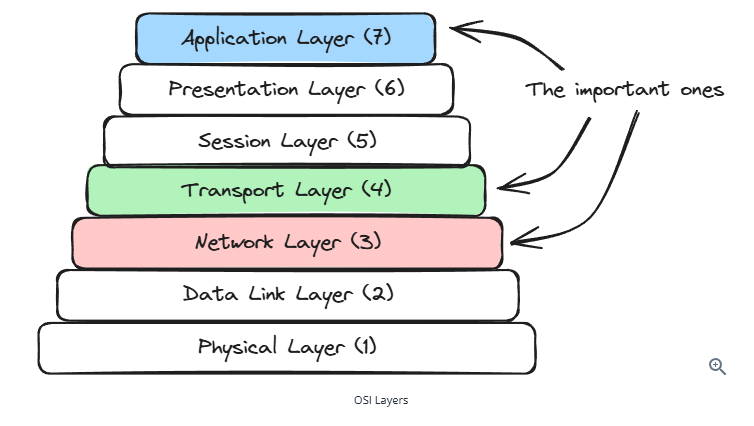 Application Layer (7)
Presentation Layer (6)
The important ones
Session Layer (5)
Transport Layer (4)
Network Layer (3)
Data Link Layer (2)
Physical Layer (1)
OSI Layers